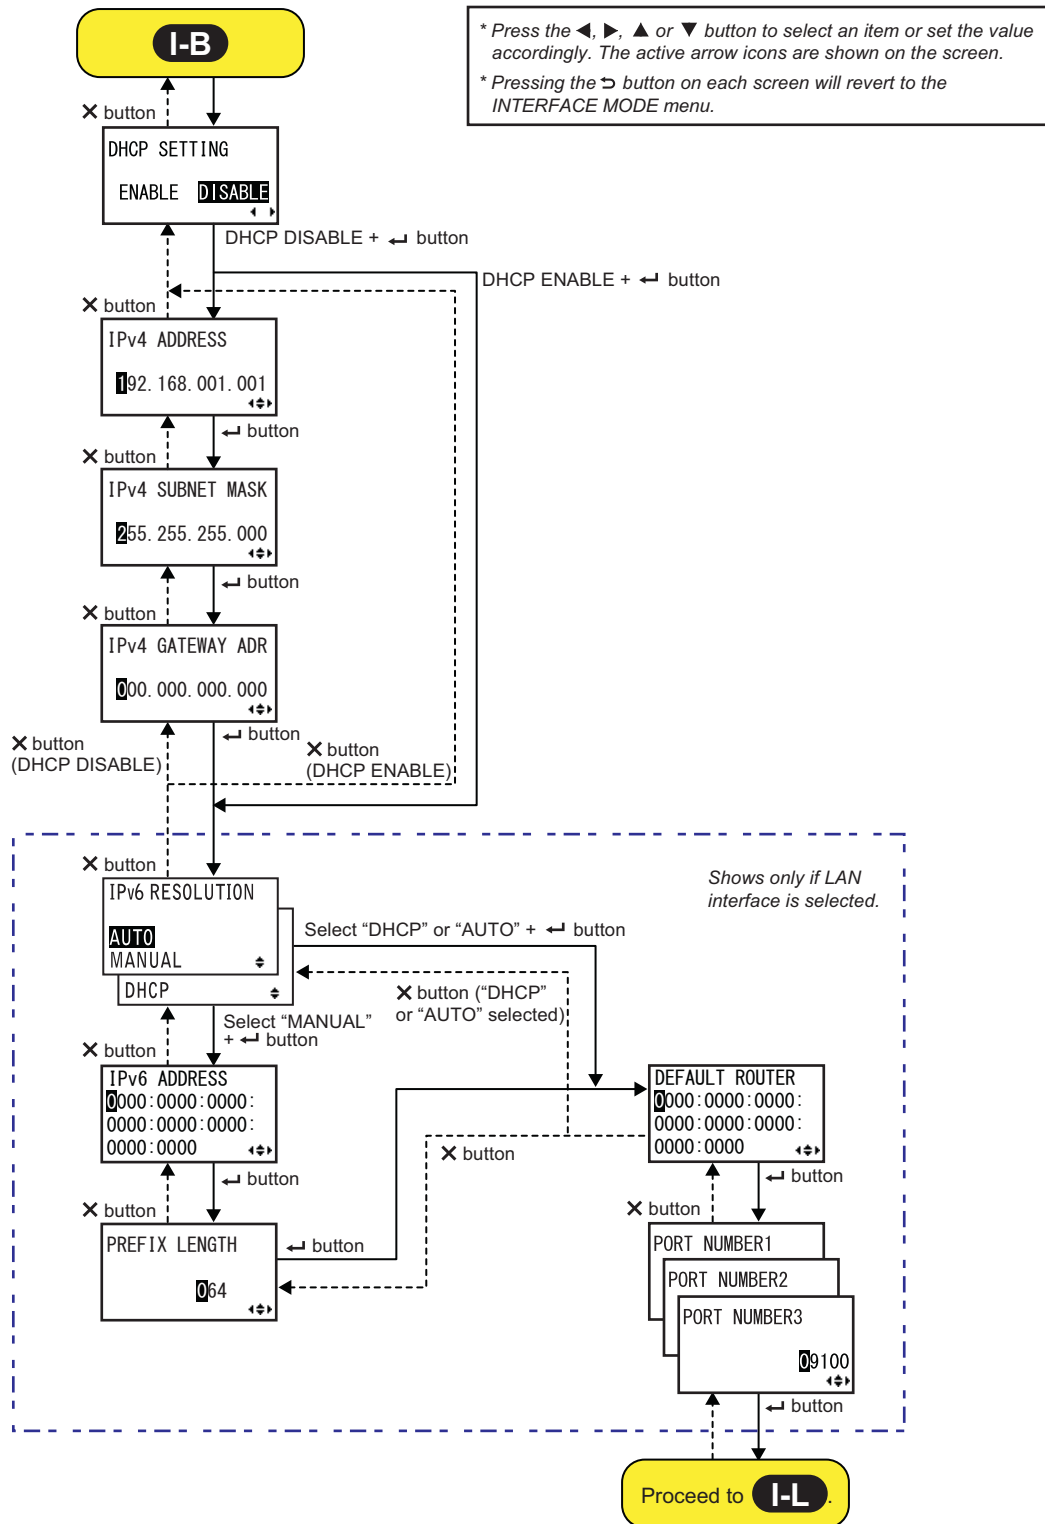 I-B
* Press the ◀, ▶, ▲ or ▼ button to select an item or set the value
accordingly. The active arrow icons are shown on the screen.
* Pressing the ⮌ button on each screen will revert to the
INTERFACE MODE menu.
✕ button
DHCP SETTING
ENABLE DISABLE
DHCP DISABLE + ↵ button
DHCP ENABLE + ↵ button
✕ button
IPv4 ADDRESS
192.168.001.001
↵ button
✕ button
IPv4 SUBNET MASK
255.255.255.000
↵ button
✕ button
IPv4 GATEWAY ADR
000.000.000.000
↵ button
✕ button
(DHCP DISABLE)
✕ button
(DHCP ENABLE)
✕ button
IPv6 RESOLUTION
AUTO
MANUAL
DHCP
Shows only if LAN
interface is selected.
Select “DHCP” or “AUTO” + ↵ button
✕ button (“DHCP”
or “AUTO” selected)
Select “MANUAL”
+ ↵ button
✕ button
IPv6 ADDRESS
0000:0000:0000:
0000:0000:0000:
0000:0000
↵ button
DEFAULT ROUTER
0000:0000:0000:
0000:0000:0000:
0000:0000
✕ button
↵ button
✕ button
PREFIX LENGTH
064
↵ button
✕ button
PORT NUMBER1
PORT NUMBER2
PORT NUMBER3
09100
↵ button
Proceed to I-L .